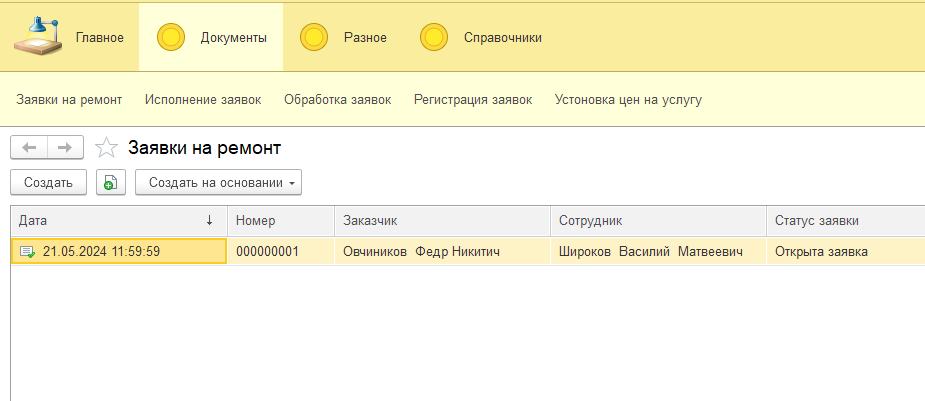 Главное Документы Разное Справочники
Заявки на ремонт Исполнение заявок Обработка заявок Регистрация заявок Устоновка цен на услугу
Заявки на ремонт
Создать Создать на основании
Дата Номер Заказчик Сотрудник Статус заявки
21.05.2024 11:59:59 000000001 Овчиников Федр Никитич Широков Василий Матвеевич Открыта заявка